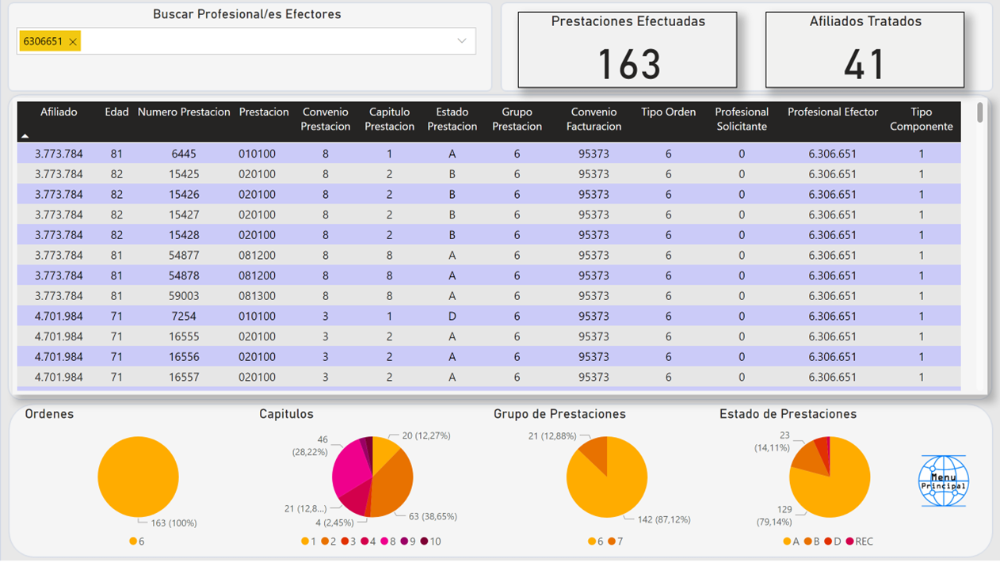 Buscar Profesional/es Efectores
6306651
Prestaciones Efectuadas
163
Afiliados Tratados
41
Afiliado Edad Numero Prestacion Prestacion Convenio Prestacion Capitulo Prestacion Estado Prestacion Grupo Prestacion Convenio Facturacion Tipo Orden Profesional Solicitante Profesional Efector Tipo Componente
3.773.784 81 6445 010100 8 1 A 6 95373 6 0 6.306.651 1
3.773.784 82 15425 020100 8 2 B 6 95373 6 0 6.306.651 1
3.773.784 82 15426 020100 8 2 B 6 95373 6 0 6.306.651 1
3.773.784 82 15427 020100 8 2 B 6 95373 6 0 6.306.651 1
3.773.784 82 15428 020100 8 2 B 6 95373 6 0 6.306.651 1
3.773.784 81 54877 081200 8 8 A 6 95373 6 0 6.306.651 1
3.773.784 81 54878 081200 8 8 A 6 95373 6 0 6.306.651 1
3.773.784 81 59003 081300 8 8 A 6 95373 6 0 6.306.651 1
4.701.984 71 7254 010100 3 1 D 6 95373 6 0 6.306.651 1
4.701.984 71 16555 020100 3 2 A 6 95373 6 0 6.306.651 1
4.701.984 71 16556 020100 3 2 A 6 95373 6 0 6.306.651 1
4.701.984 71 16557 020100 3 2 A 6 95373 6 0 6.306.651 1
Ordenes
163 (100%)
6
Capitulos
20 (12,27%)
46
(28,22%)
21 (12,8...)
4 (2,45%)
63 (38,65%)
1 2 3 4 8 9 10
Grupo de Prestaciones
21 (12,88%)
142 (87,12%)
6 7
Estado de Prestaciones
23
(14,11%)
129
(79,14%)
A B D REC
Menu
Principal